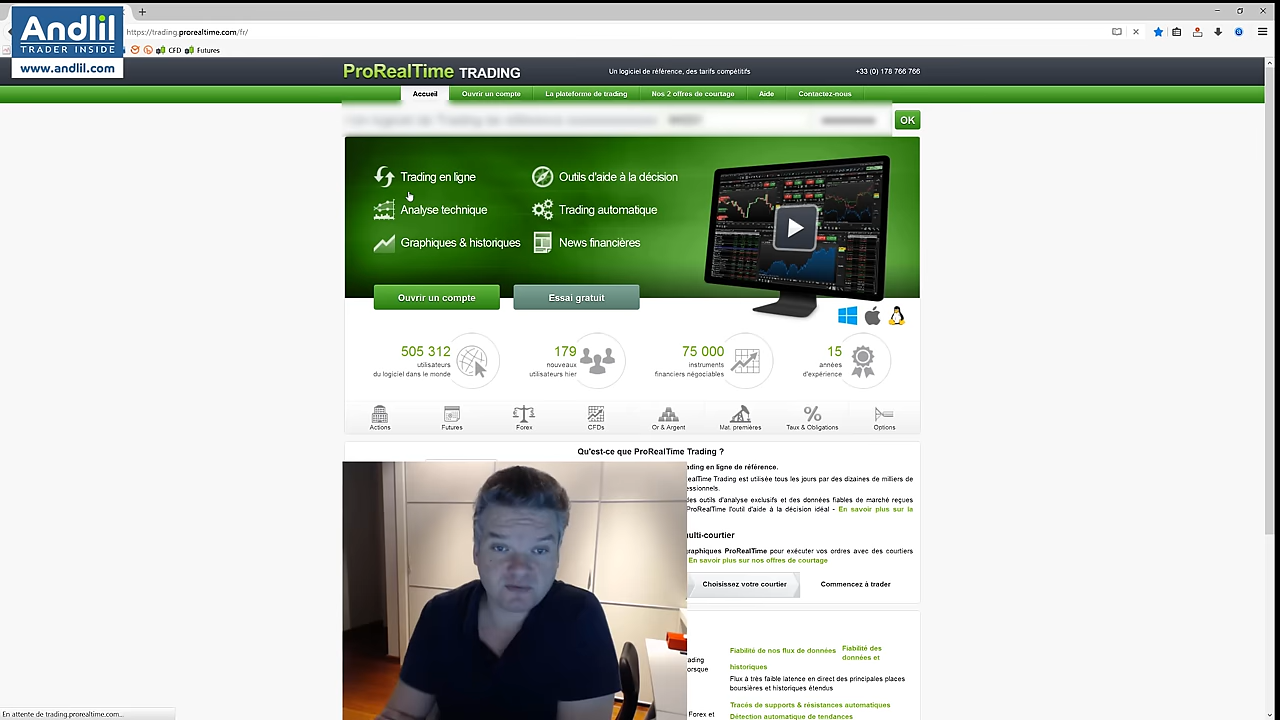 Andlil
TRADER INSIDE
www.andlil.com
https://trading.prorealtime.com/fr/
CFD Futures
ProRealTime TRADING
Un logiciel de référence, des tarifs compétitifs
+33 (0) 178 766 766
Accueil
Ouvrir un compte
La plateforme de trading
Nos 2 offres de courtage
Aide
Contactez-nous
OK
Trading en ligne
Outils d'aide à la décision
Analyse technique
Trading automatique
Graphiques & historiques
News financières
Ouvrir un compte
Essai gratuit
505 312
utilisateurs
du logiciel dans le monde
179
nouveaux
utilisateurs hier
75 000
instruments
financiers négociables
15
années
d'expérience
Actions
Futures
Forex
CFDs
Or & Argent
Mat. premières
Taux & Obligations
Options
Qu'est-ce que ProRealTime Trading ?
ading en ligne de référence.
ealTime Trading est utilisée tous les jours par des dizaines de milliers de
essionnels.
des outils d'analyse exclusifs et des données fiables de marché reçues
ProRealTime l'outil d'aide à la décision idéal - En savoir plus sur la
ulti-courtier
raphiques ProRealTime pour exécuter vos ordres avec des courtiers
En savoir plus sur nos offres de courtage
Choisissez votre courtier
Commencez à trader
Fiabilité de nos flux de données
Fiabilité des
données et
historiques
ading
orsque
Flux à très faible latence en direct des principales places
boursières et historiques étendus
Tracés de supports & résistances automatiques
Forex et
Détection automatique de tendances
En attente de trading.prorealtime.com...